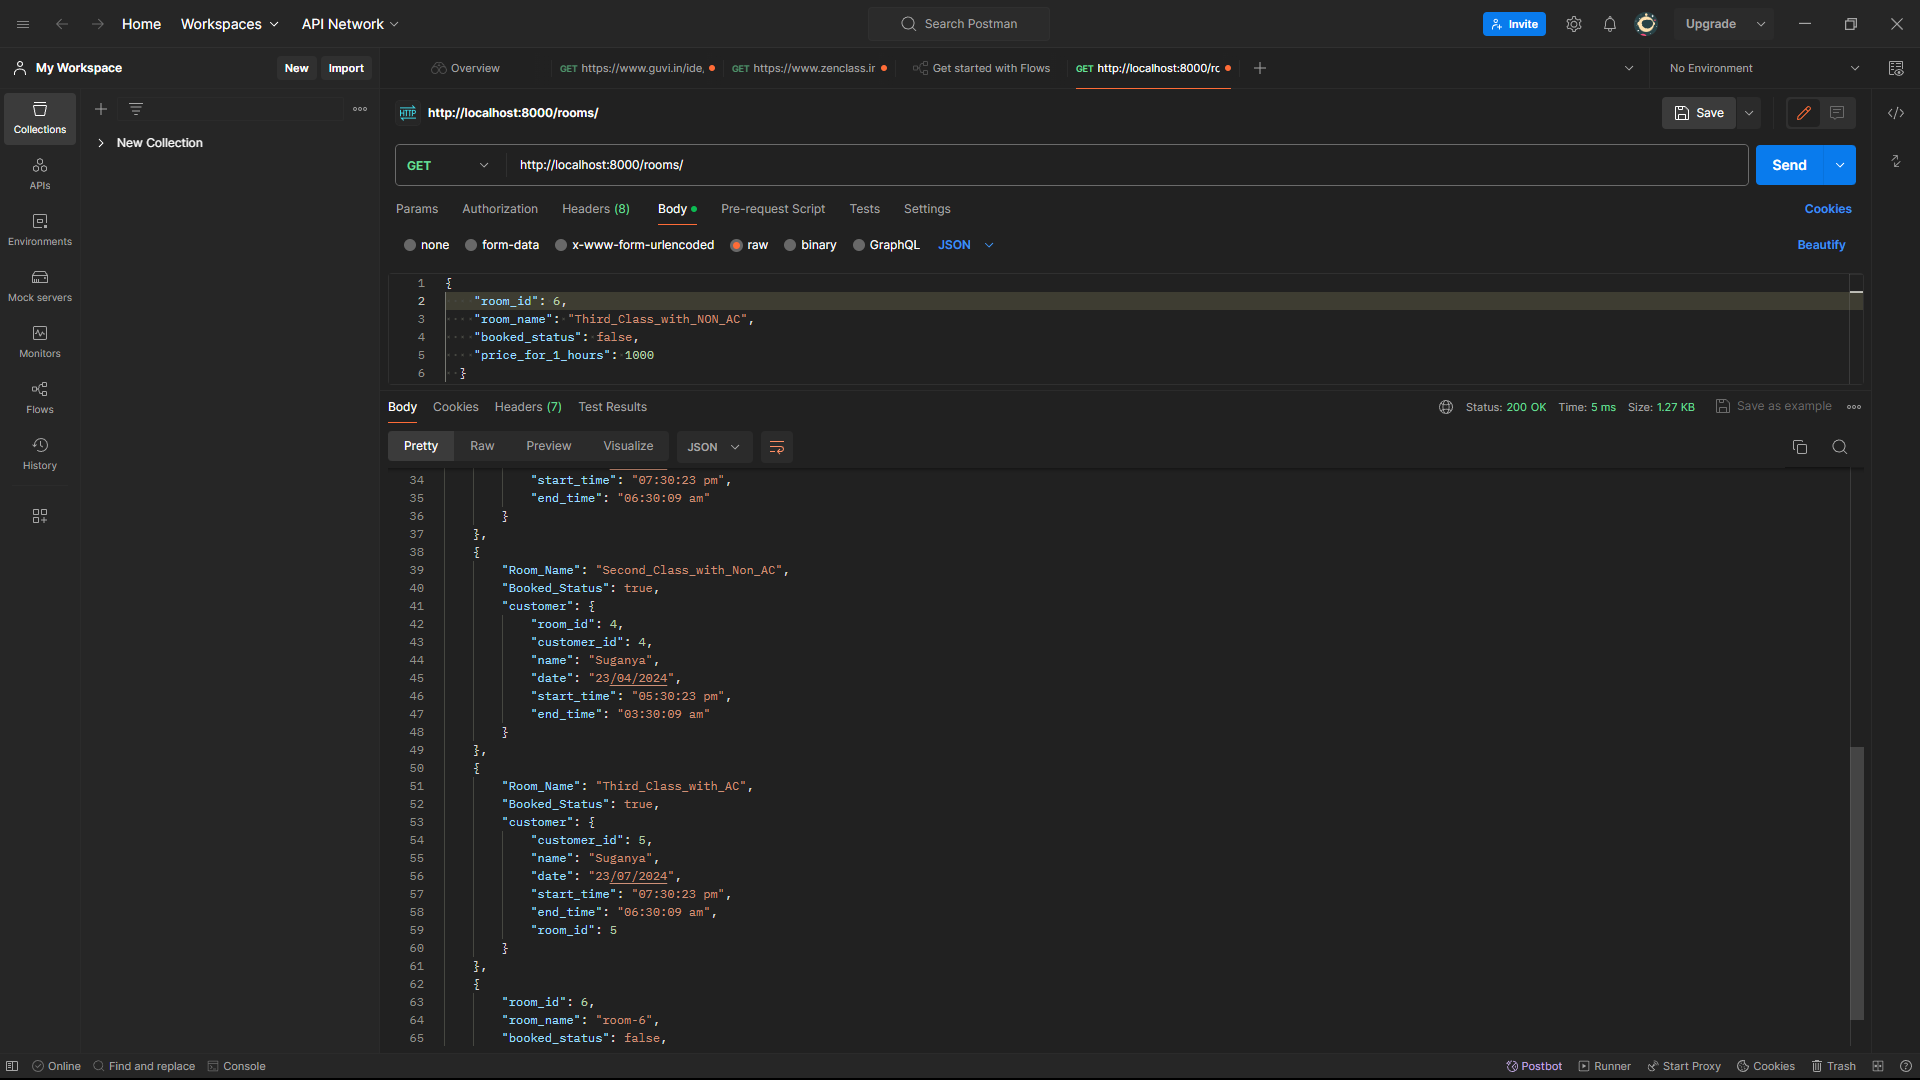 Home Workspaces API Network Search Postman Invite Upgrade
My Workspace New Import Overview GET https://www.guvi.in/ide, GET https://www.zenclass.ir Get started with Flows GET http://localhost:8000/rc No Environment
Collections
APIs
Environments
Mock servers
Monitors
Flows
History
New Collection
HTTP http://localhost:8000/rooms/ Save
GET http://localhost:8000/rooms/ Send
Params Authorization Headers (8) Body Pre-request Script Tests Settings Cookies
none form-data x-www-form-urlencoded raw binary GraphQL JSON Beautify
1 {
2 "room_id": 6,
3 "room_name": "Third_Class_with_NON_AC",
4 "booked_status": false,
5 "price_for_1_hours": 1000
6 }
Body Cookies Headers (7) Test Results Status: 200 OK Time: 5 ms Size: 1.27 KB Save as example
Pretty Raw Preview Visualize JSON
34 "start_time": "07:30:23 pm",
35 "end_time": "06:30:09 am"
36 }
37 },
38 {
39 "Room_Name": "Second_Class_with_Non_AC",
40 "Booked_Status": true,
41 "customer": {
42 "room_id": 4,
43 "customer_id": 4,
44 "name": "Suganya",
45 "date": "23/04/2024",
46 "start_time": "05:30:23 pm",
47 "end_time": "03:30:09 am"
48 }
49 },
50 {
51 "Room_Name": "Third_Class_with_AC",
52 "Booked_Status": true,
53 "customer": {
54 "customer_id": 5,
55 "name": "Suganya",
56 "date": "23/07/2024",
57 "start_time": "07:30:23 pm",
58 "end_time": "06:30:09 am",
59 "room_id": 5
60 }
61 },
62 {
63 "room_id": 6,
64 "room_name": "room-6",
65 "booked_status": false,
Online Find and replace Console Postbot Runner Start Proxy Cookies Trash